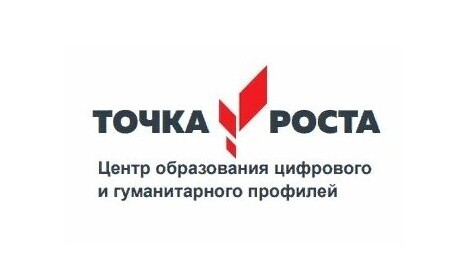 ТОЧКА РОСТА
Центр образования цифрового
и гуманитарного профилей